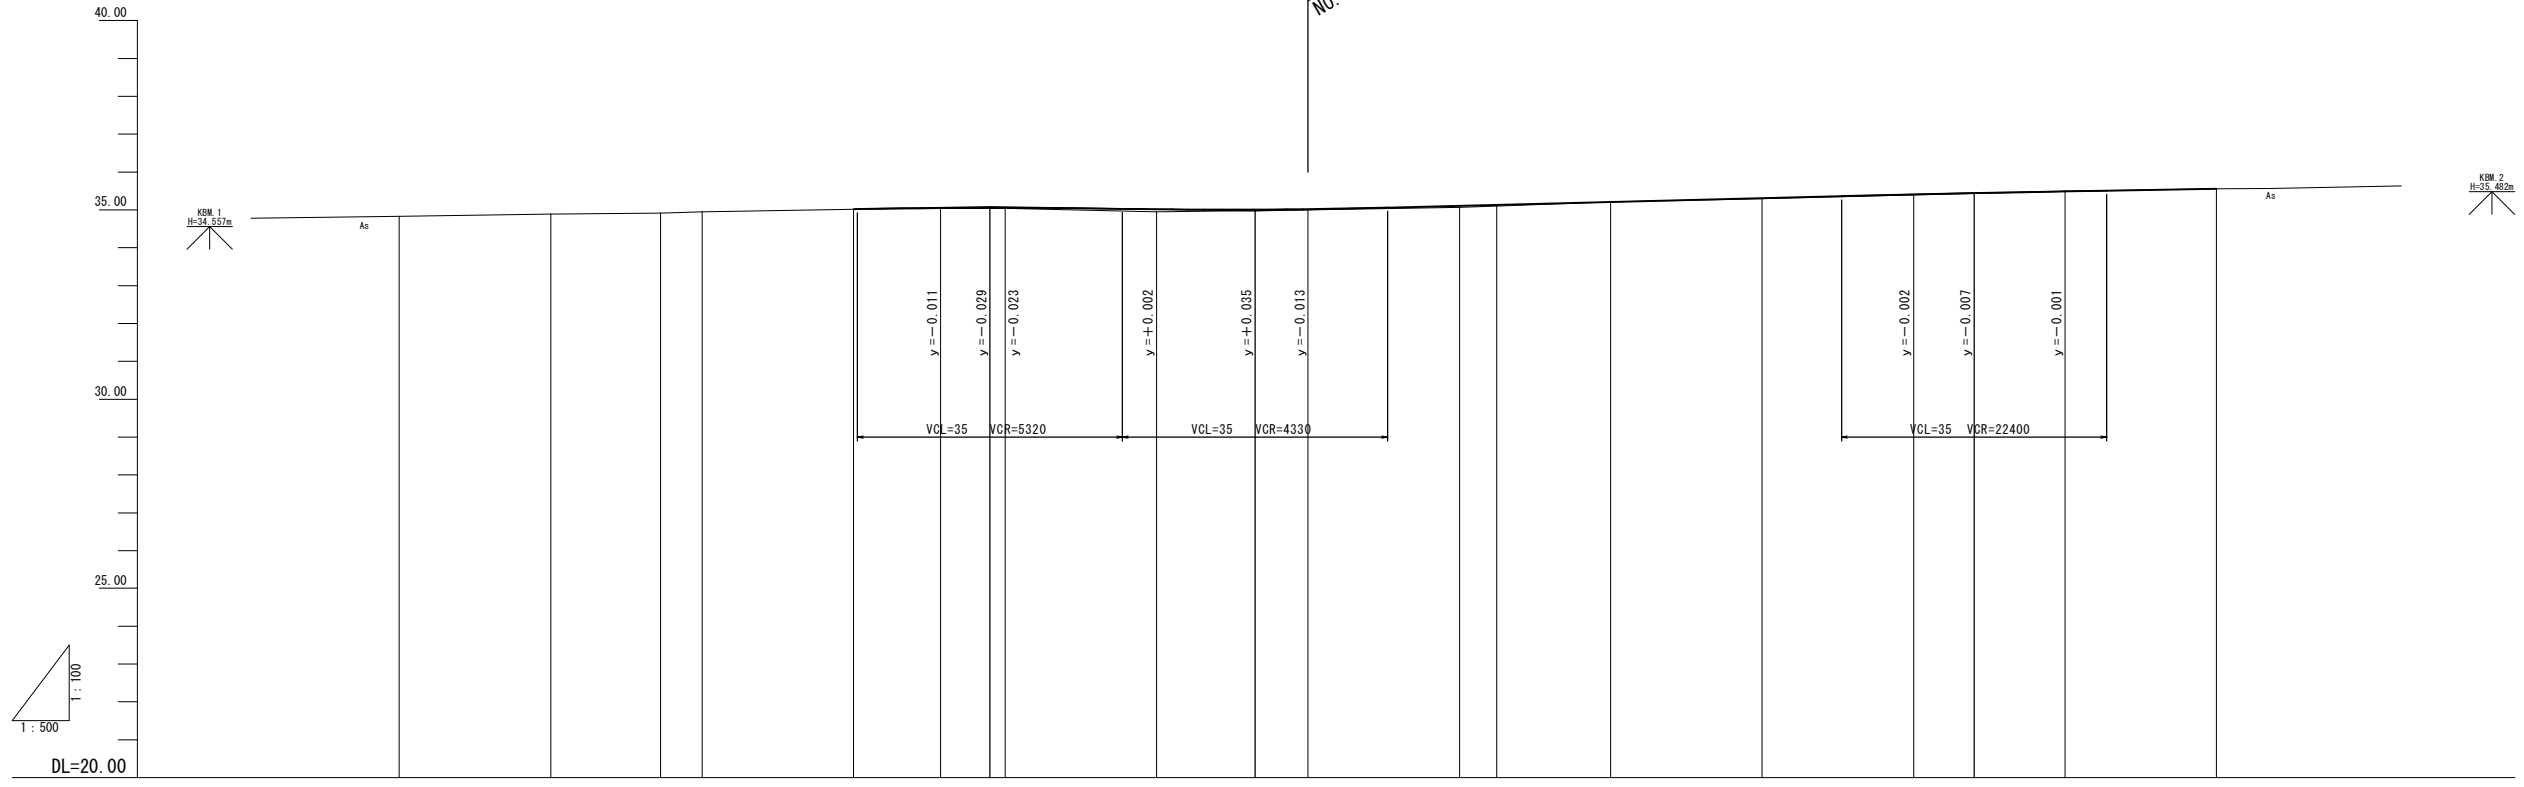 40.00
NO.
35.00
KBM.1
H=34.557m
As
As
KBM.2
H=35.482m
y=-0.011
y=-0.029
y=-0.023
y=+0.002
y=+0.035
y=-0.013
y=-0.002
y=-0.007
y=-0.001
30.00
VCL=35 VCR=5320
VCL=35 VCR=4330
VCL=35 VCR=22400
25.00
1:100
1:500
DL=20.00